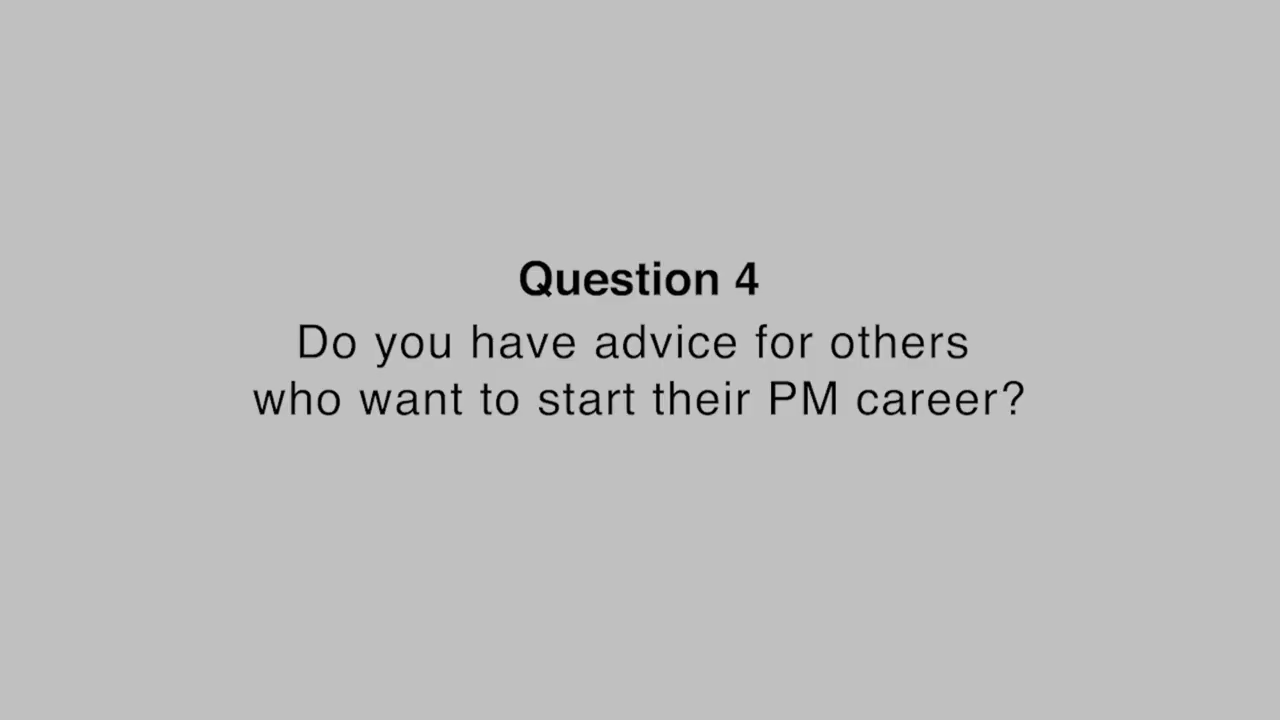 Question 4
Do you have advice for others
who want to start their PM career?